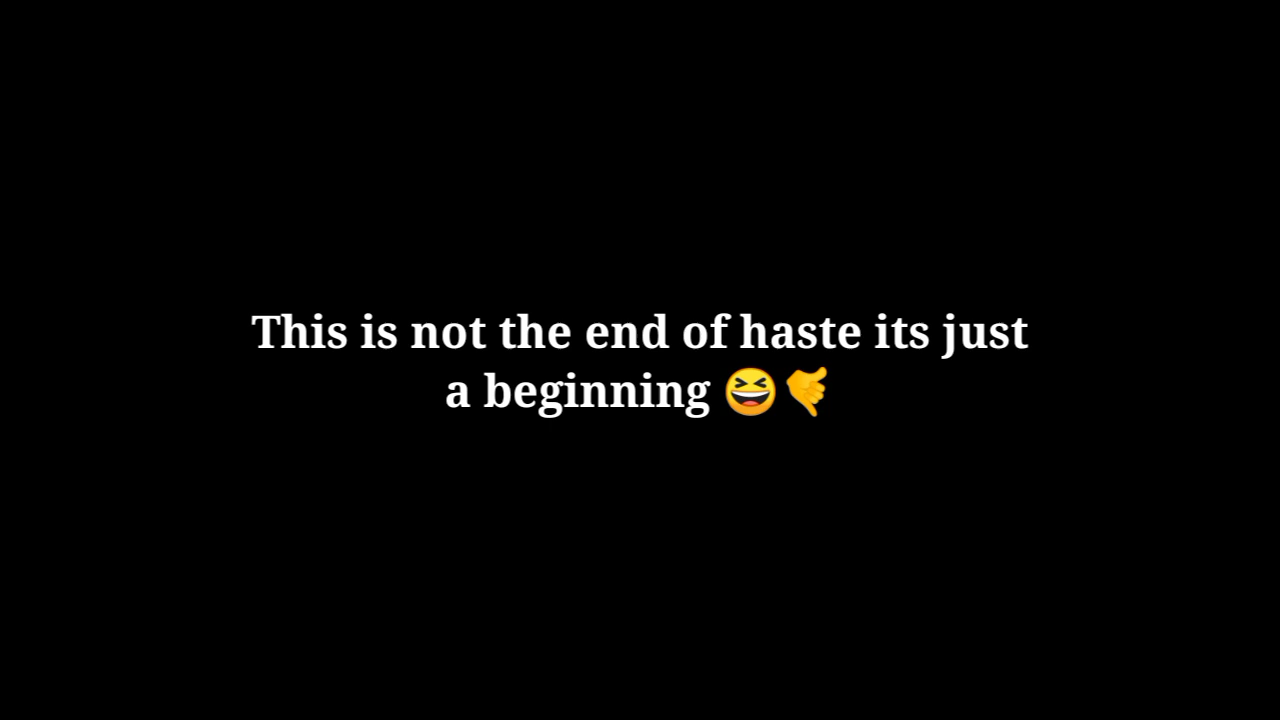 This is not the end of haste its just
a beginning 😆🤙